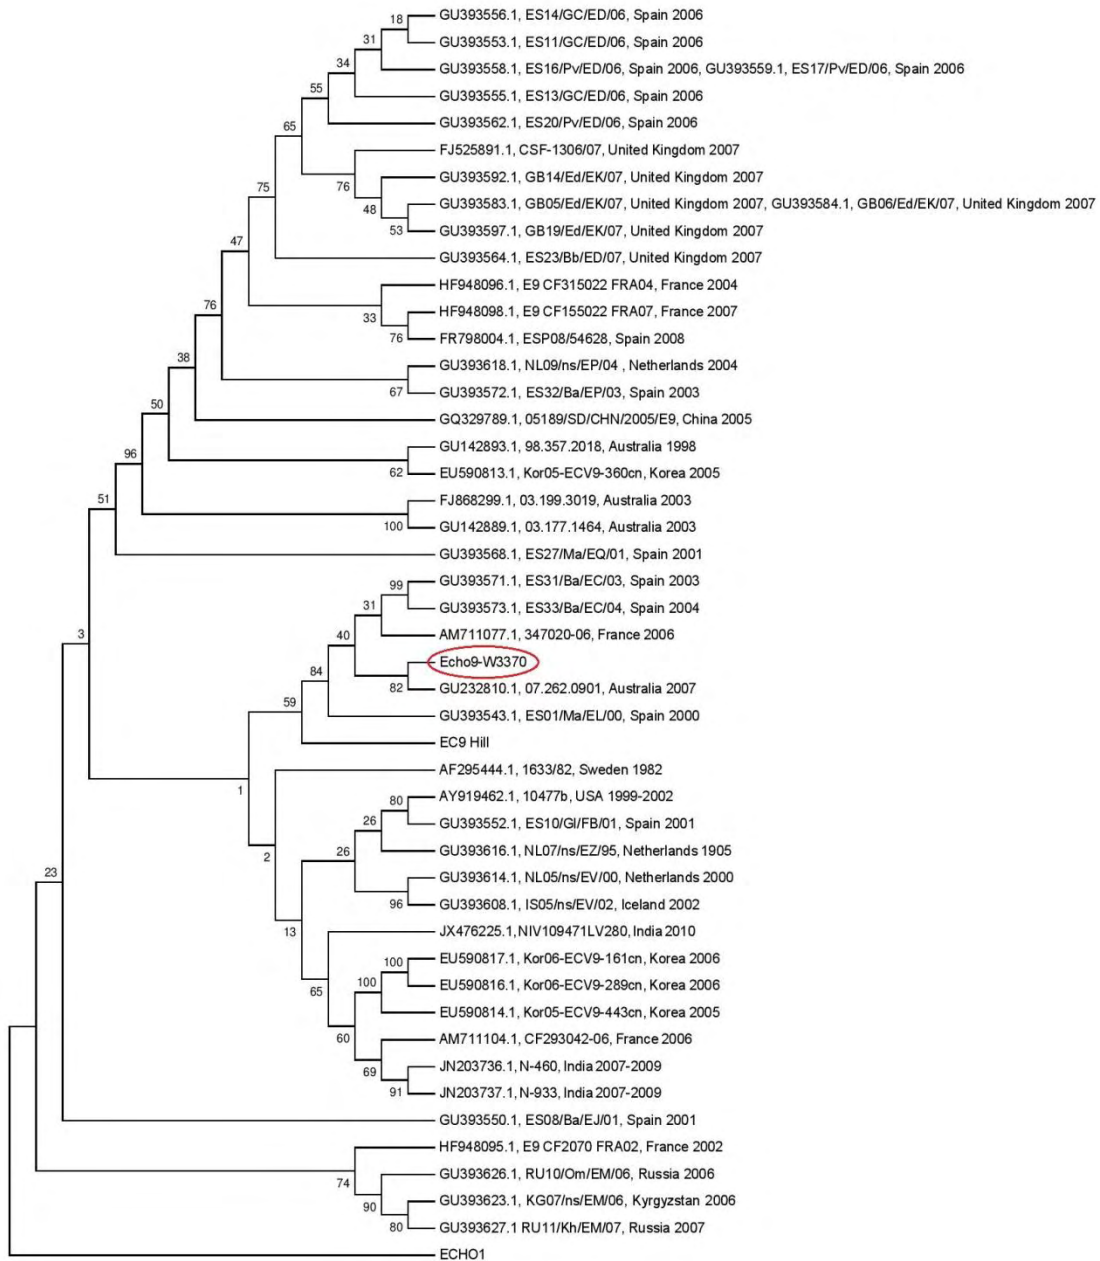 18
GU393556.1, ES14/GC/ED/06, Spain 2006
31
GU393553.1, ES11/GC/ED/06, Spain 2006
34
GU393558.1, ES16/Pv/ED/06, Spain 2006, GU393559.1, ES17/Pv/ED/06, Spain 2006
55
GU393555.1, ES13/GC/ED/06, Spain 2006
65
GU393562.1, ES20/Pv/ED/06, Spain 2006
FJ525891.1, CSF-1306/07, United Kingdom 2007
76
GU393592.1, GB14/Ed/EK/07, United Kingdom 2007
75
48
GU393583.1, GB05/Ed/EK/07, United Kingdom 2007, GU393584.1, GB06/Ed/EK/07, United Kingdom 2007
53
GU393597.1, GB19/Ed/EK/07, United Kingdom 2007
47
GU393564.1, ES23/Bb/ED/07, United Kingdom 2007
HF948096.1, E9 CF315022 FRA04, France 2004
33
HF948098.1, E9 CF155022 FRA07, France 2007
76
76
FR798004.1, ESP08/54628, Spain 2008
38
GU393618.1, NL09/ns/EP/04 , Netherlands 2004
67
GU393572.1, ES32/Ba/EP/03, Spain 2003
50
GQ329789.1, 05189/SD/CHN/2005/E9, China 2005
96
GU142893.1, 98.357.2018, Australia 1998
62
EU590813.1, Kor05-ECV9-360cn, Korea 2005
51
FJ868299.1, 03.199.3019, Australia 2003
100
GU142889.1, 03.177.1464, Australia 2003
GU393568.1, ES27/Ma/EQ/01, Spain 2001
99
GU393571.1, ES31/Ba/EC/03, Spain 2003
31
GU393573.1, ES33/Ba/EC/04, Spain 2004
3
40
AM711077.1, 347020-06, France 2006
84
Echo9-W3370
82
GU232810.1, 07.262.0901, Australia 2007
59
GU393543.1, ES01/Ma/EL/00, Spain 2000
EC9 Hill
1
AF295444.1, 1633/82, Sweden 1982
80
AY919462.1, 10477b, USA 1999-2002
26
GU393552.1, ES10/GI/FB/01, Spain 2001
2
26
GU393616.1, NL07/ns/EZ/95, Netherlands 1905
23
GU393614.1, NL05/ns/EV/00, Netherlands 2000
96
GU393608.1, IS05/ns/EV/02, Iceland 2002
13
JX476225.1,NIV109471LV280, India 2010
100
EU590817.1, Kor06-ECV9-161cn, Korea 2006
65
100
EU590816.1, Kor06-ECV9-289cn, Korea 2006
EU590814.1, Kor05-ECV9-443cn, Korea 2005
60
AM711104.1, CF293042-06, France 2006
69
JN203736.1, N-460, India 2007-2009
91
JN203737.1, N-933, India 2007-2009
GU393550.1, ES08/Ba/EJ/01, Spain 2001
HF948095.1, E9 CF2070 FRA02, France 2002
74
GU393626.1, RU10/Om/EM/06, Russia 2006
90
GU393623.1, KG07/ns/EM/06, Kyrgyzstan 2006
80
GU393627.1 RU11/Kh/EM/07, Russia 2007
ECHO1